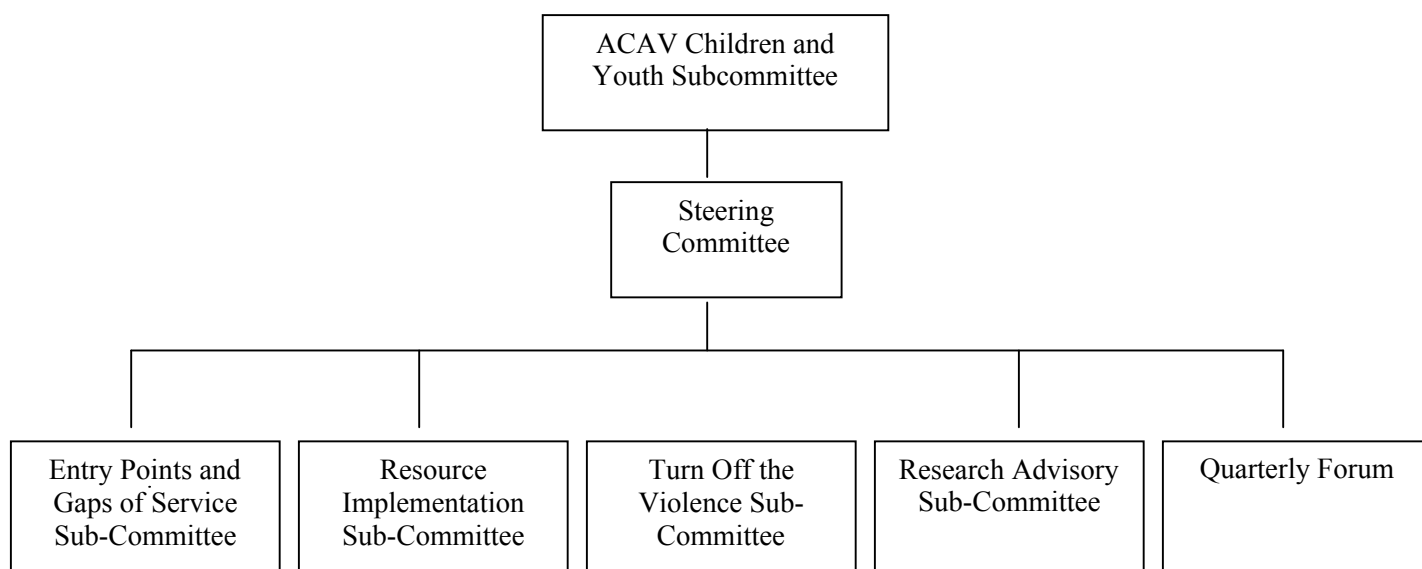 ACAV Children and
Youth Subcommittee
Steering
Committee
Entry Points and
Gaps of Service
Sub-Committee
Resource
Implementation
Sub-Committee
Turn Off the
Violence Sub-
Committee
Research Advisory
Sub-Committee
Quarterly Forum